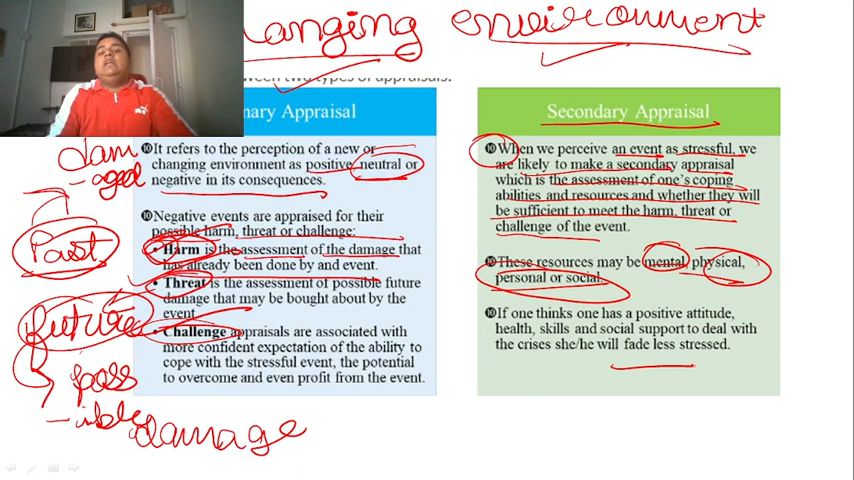 hanging environment
between two types of appraisals.
nary Appraisal
It refers to the perception of a new or
changing environment as positive, neutral or
negative in its consequences.
Negative events are appraised for their
possible harm, threat or challenge:
• Harm is the assessment of the damage that
has already been done by and event.
• Threat is the assessment of possible future
damage that may be bought about by the
event.
• Challenge appraisals are associated with
more confident expectation of the ability to
cope with the stressful event, the potential
to overcome and even profit from the event.
Secondary Appraisal
When we perceive an event as stressful, we
are likely to make a secondary appraisal
which is the assessment of one's coping
abilities and resources and whether they will
be sufficient to meet the harm, threat or
challenge of the event.
These resources may be mental, physical,
personal or social.
If one thinks one has a positive attitude,
health, skills and social support to deal with
the crises she/he will fade less stressed.
dam
-aged
Past
future
poss
-ible
damage